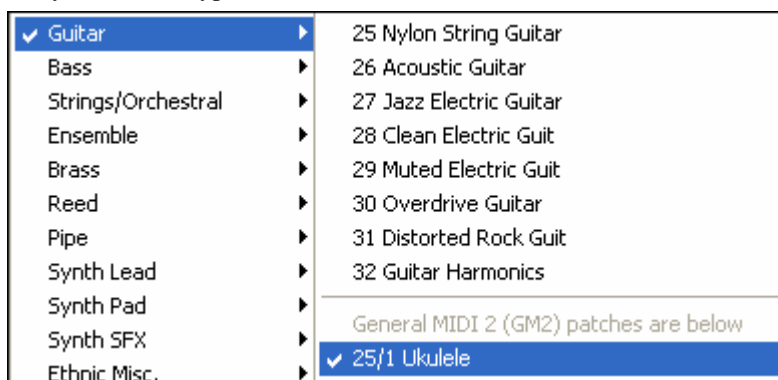 Guitar
Bass
Strings/Orchestral
Ensemble
Brass
Reed
Pipe
Synth Lead
Synth Pad
Synth SFX
Ethnic Misc.
25 Nylon String Guitar
26 Acoustic Guitar
27 Jazz Electric Guitar
28 Clean Electric Guit
29 Muted Electric Guit
30 Overdrive Guitar
31 Distorted Rock Guit
32 Guitar Harmonics
General MIDI 2 (GM2) patches are below
25/1 Ukulele